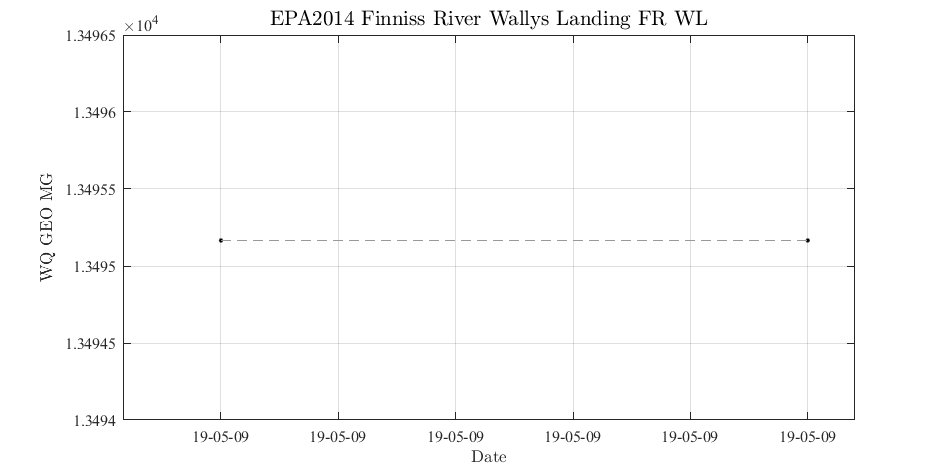 EPA2014 Finniss River Wallys Landing FR WL
×10⁴
1.34965
1.3496
1.34955
1.3495
1.34945
1.3494
WQ GEO MG
19-05-09 19-05-09 19-05-09 19-05-09 19-05-09 19-05-09
Date